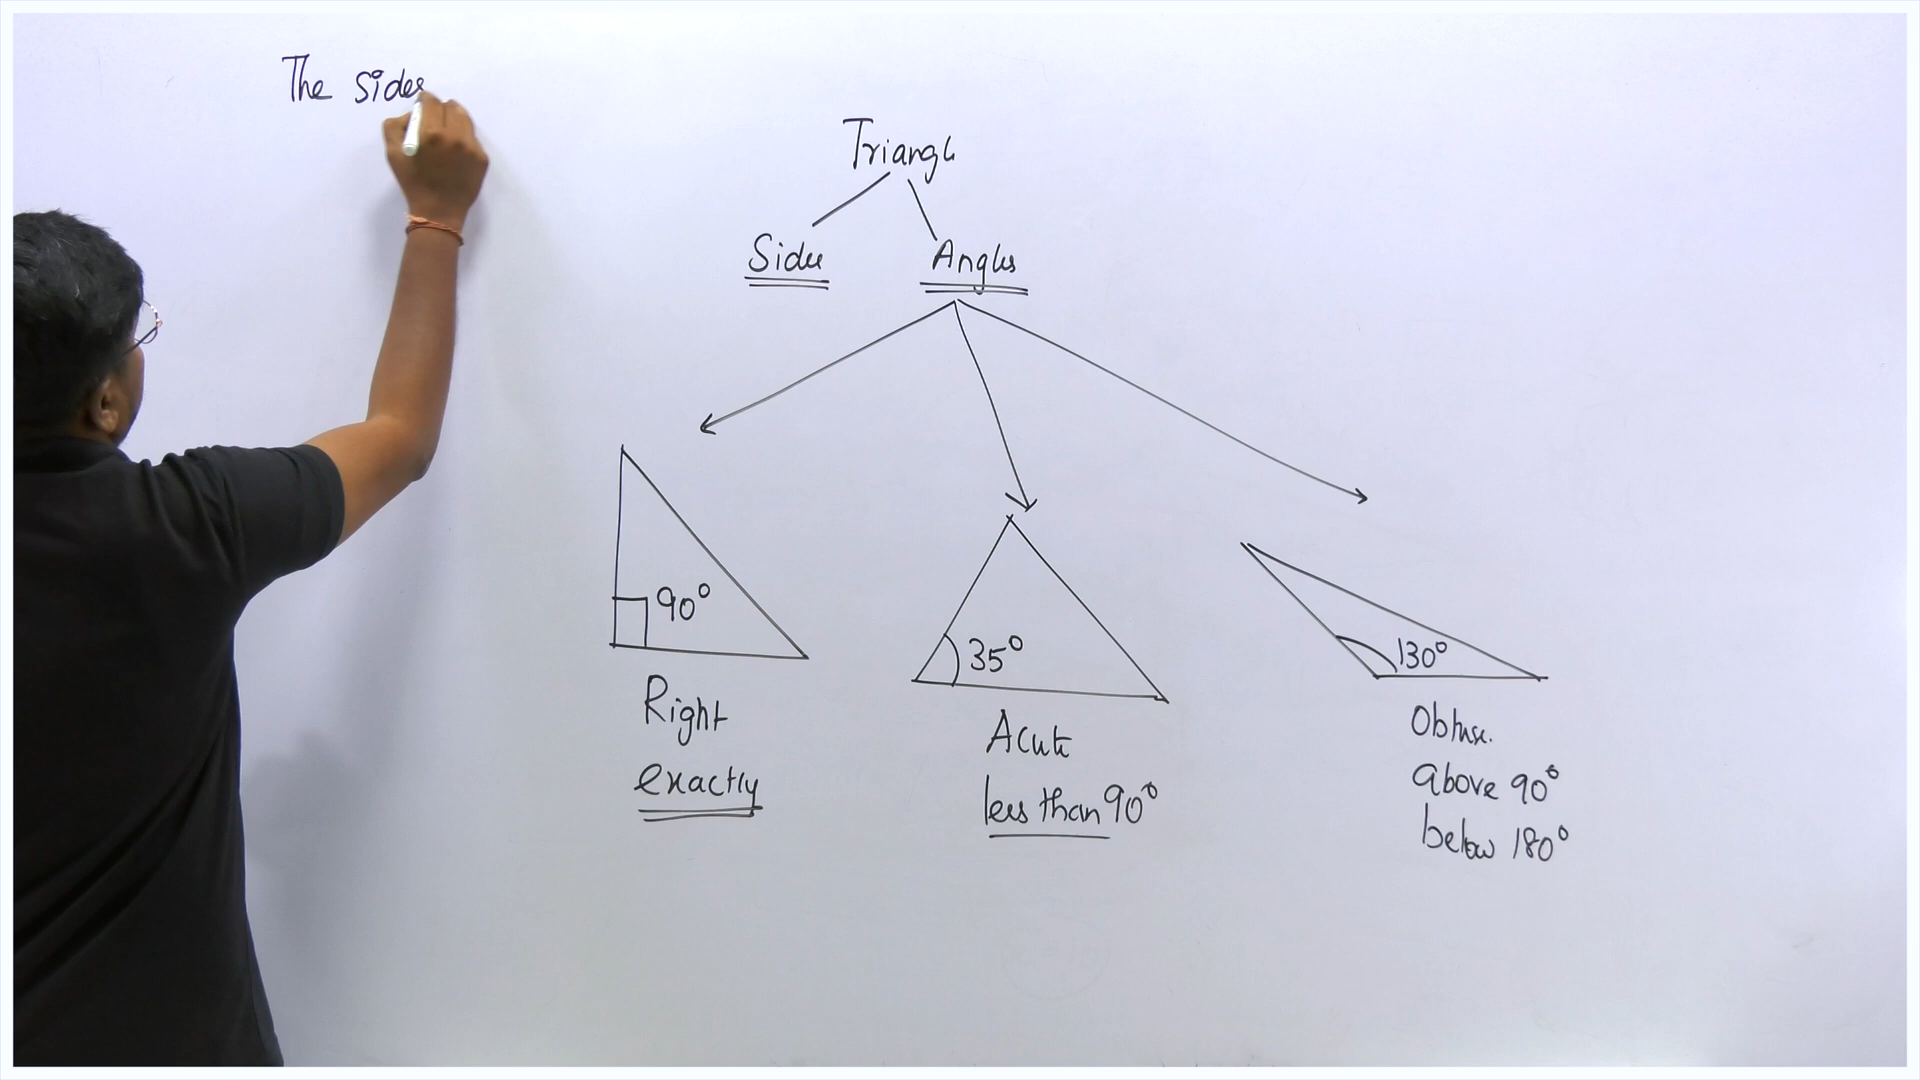 The sides
Triangle
Sides Angles
90°
35°
130°
Right
exactly
Acute
less than 90°
Obtuse.
above 90°
below 180°